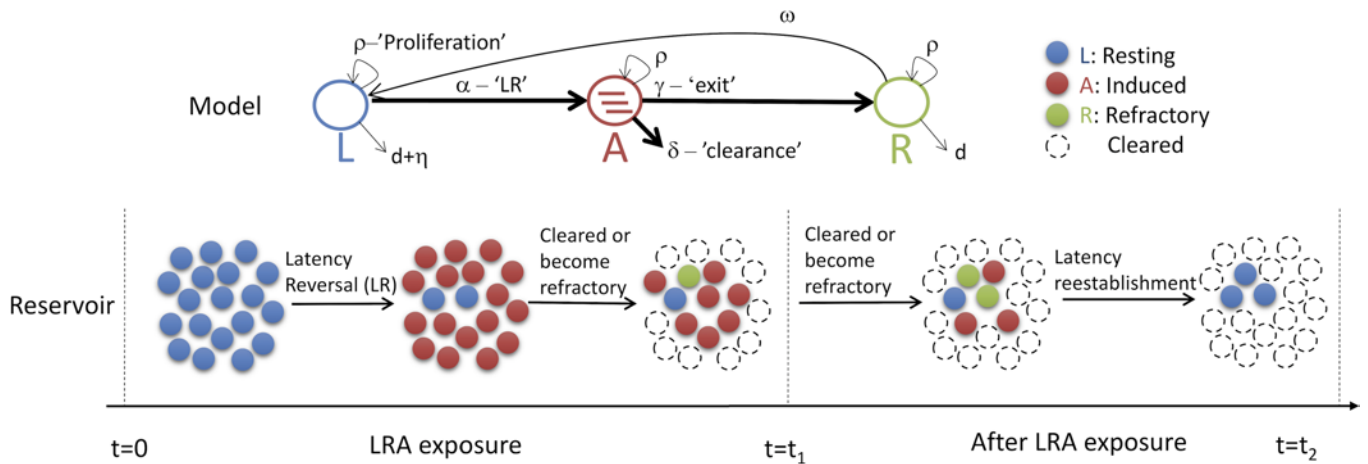 ω
ρ–'Proliferation'
ρ
ρ
Model
α – 'LR'
γ – 'exit'
L
A
R
d+η
δ – 'clearance'
d
L: Resting
A: Induced
R: Refractory
Cleared
Reservoir
Latency
Reversal (LR)
Cleared or
become
refractory
Cleared or
become
refractory
Latency
reestablishment
t=0
LRA exposure
t=t₁
After LRA exposure
t=t₂